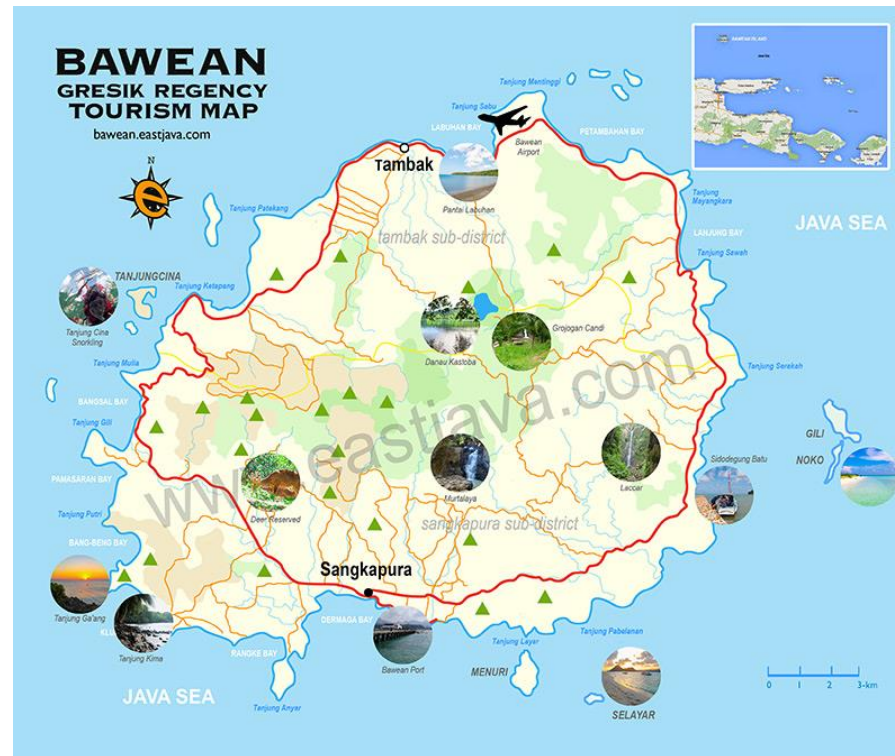 BAWEAN
GRESIK REGENCY
TOURISM MAP
bawean.eastjava.com
N
e
BAWEAN ISLAND
Tanjung Mentinggi
Tanjung Sabu
LABUHAN BAY
PETAMBAHAN BAY
Bawean
Airport
Tambak
Pantai Labuhan
Tanjung
Mayangkara
Tanjung Patakang
tambak sub-district
LANJUNG BAY
JAVA SEA
Tanjung Sawah
TANJUNGCINA
Tanjung Ketapang
Tanjung Cina
Snorkling
Grojogan Candi
Danau Kastoba
Tanjung Mulia
Tanjung Serakah
www.eastjava.com
BANGSAL BAY
Tanjung Gili
GILI
NOKO
Sidodegung Batu
PAMASARAN BAY
Murtalaya
Laccar
Deer Reserved
Tanjung Putri
sangkapura sub-district
BANG-BENG BAY
Sangkapura
Tanjung Ga'ang
DERMAGA BAY
Tanjung Kima
RANGKE BAY
Bawean Port
Tanjung Layar
Tanjung Pabelanan
MENURI
JAVA SEA
Tanjung Anyar
SELAYAR
0 1 2 3-km